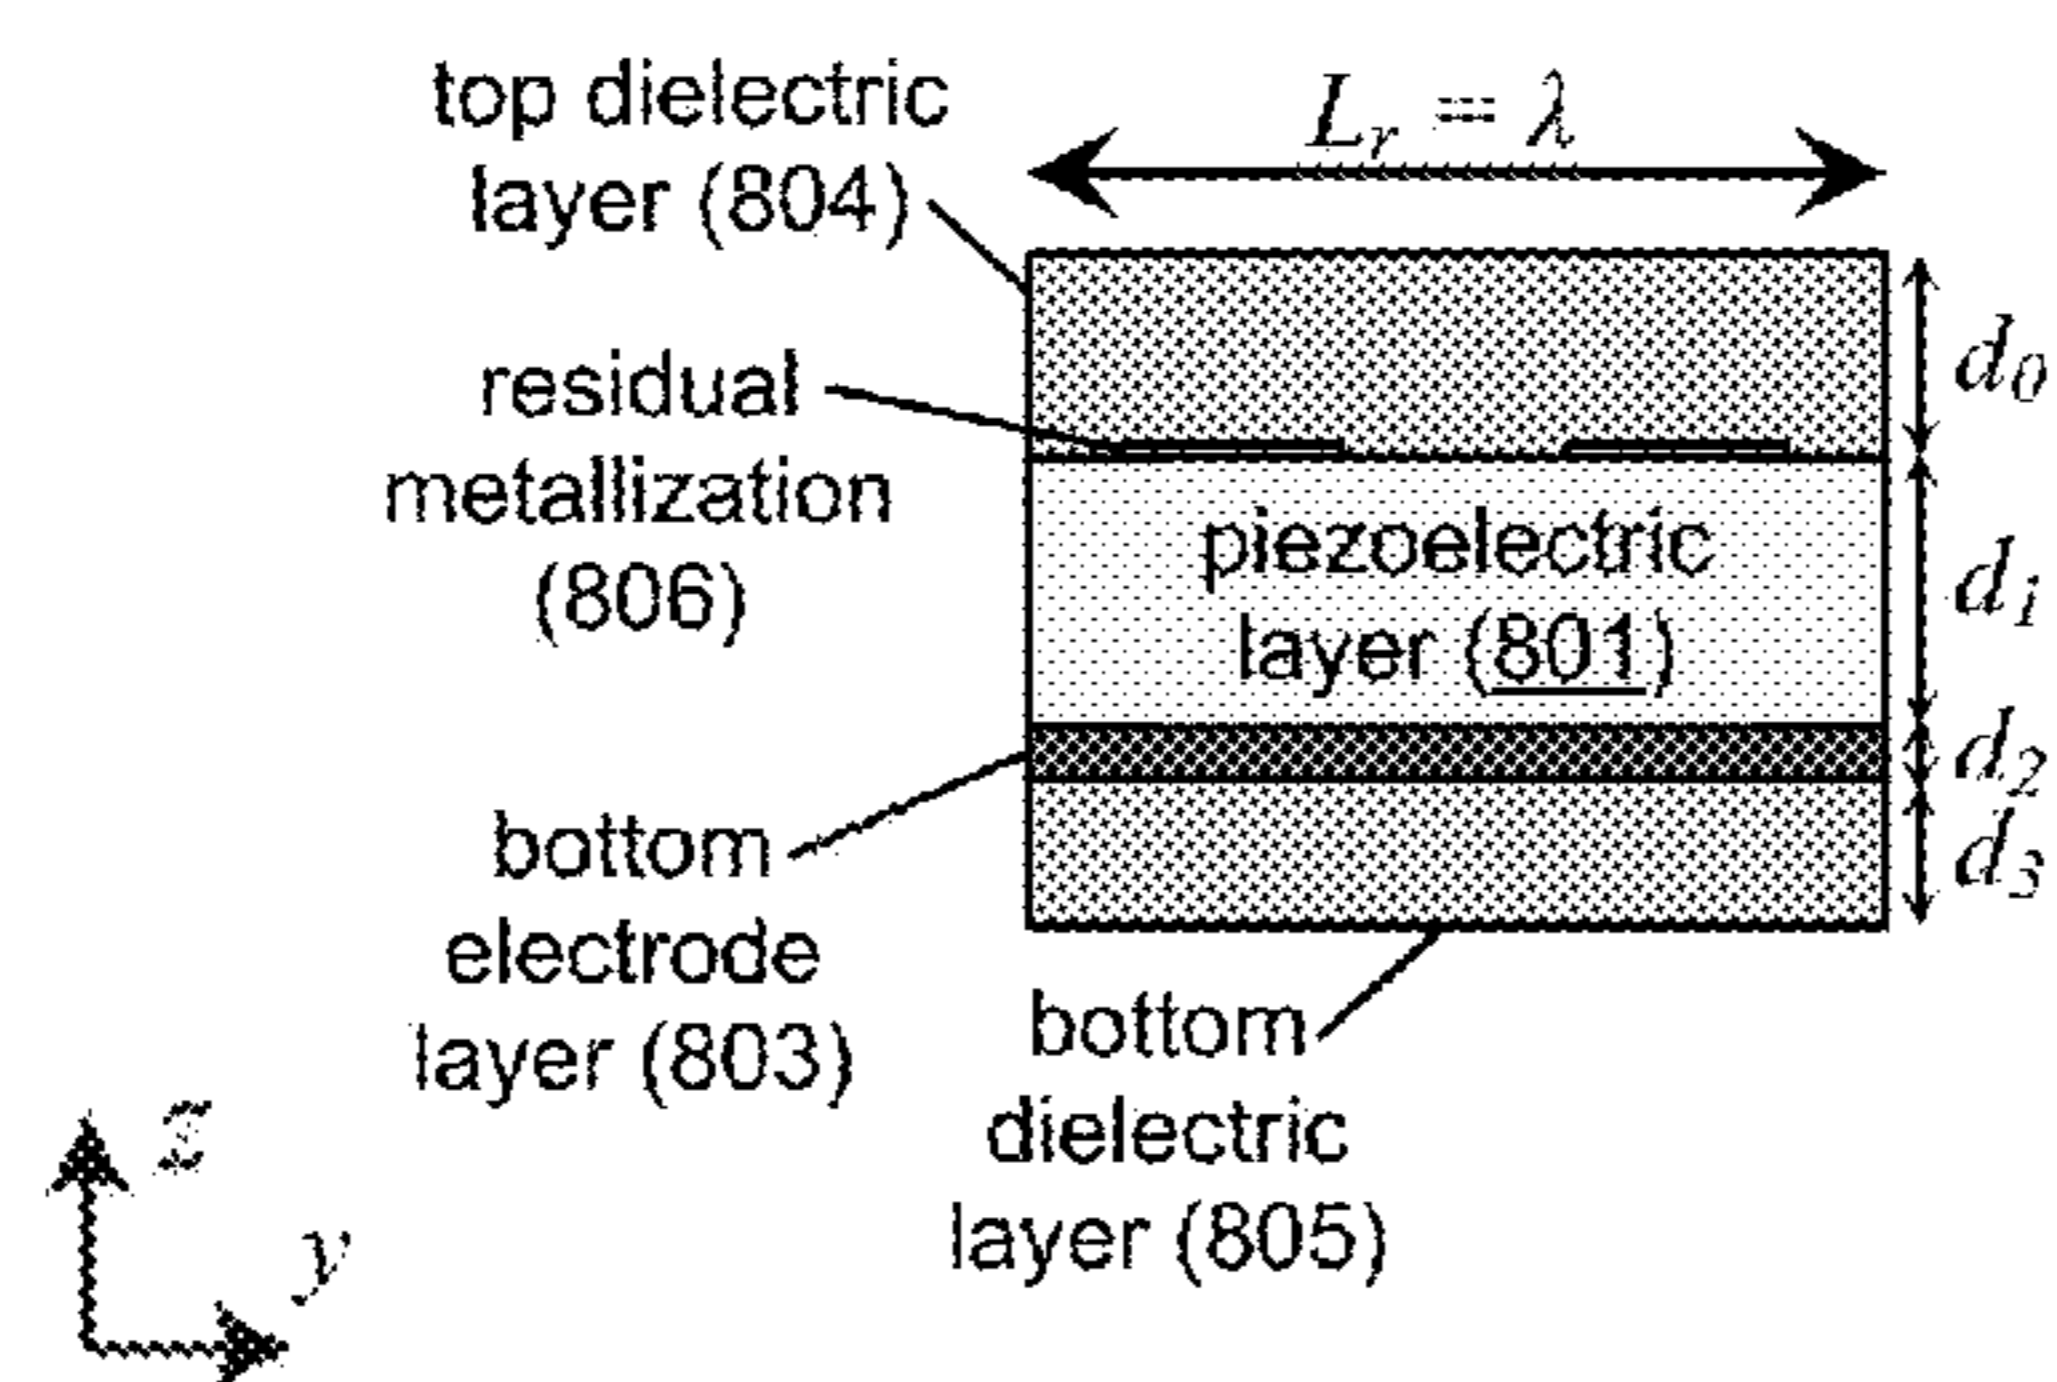 top dielectric
layer (804)
L_r = λ
residual
metallization
(806)
d_0
piezoelectric
layer (801)
d_1
d_2
d_3
bottom
electrode
layer (803)
bottom
dielectric
layer (805)
z
y